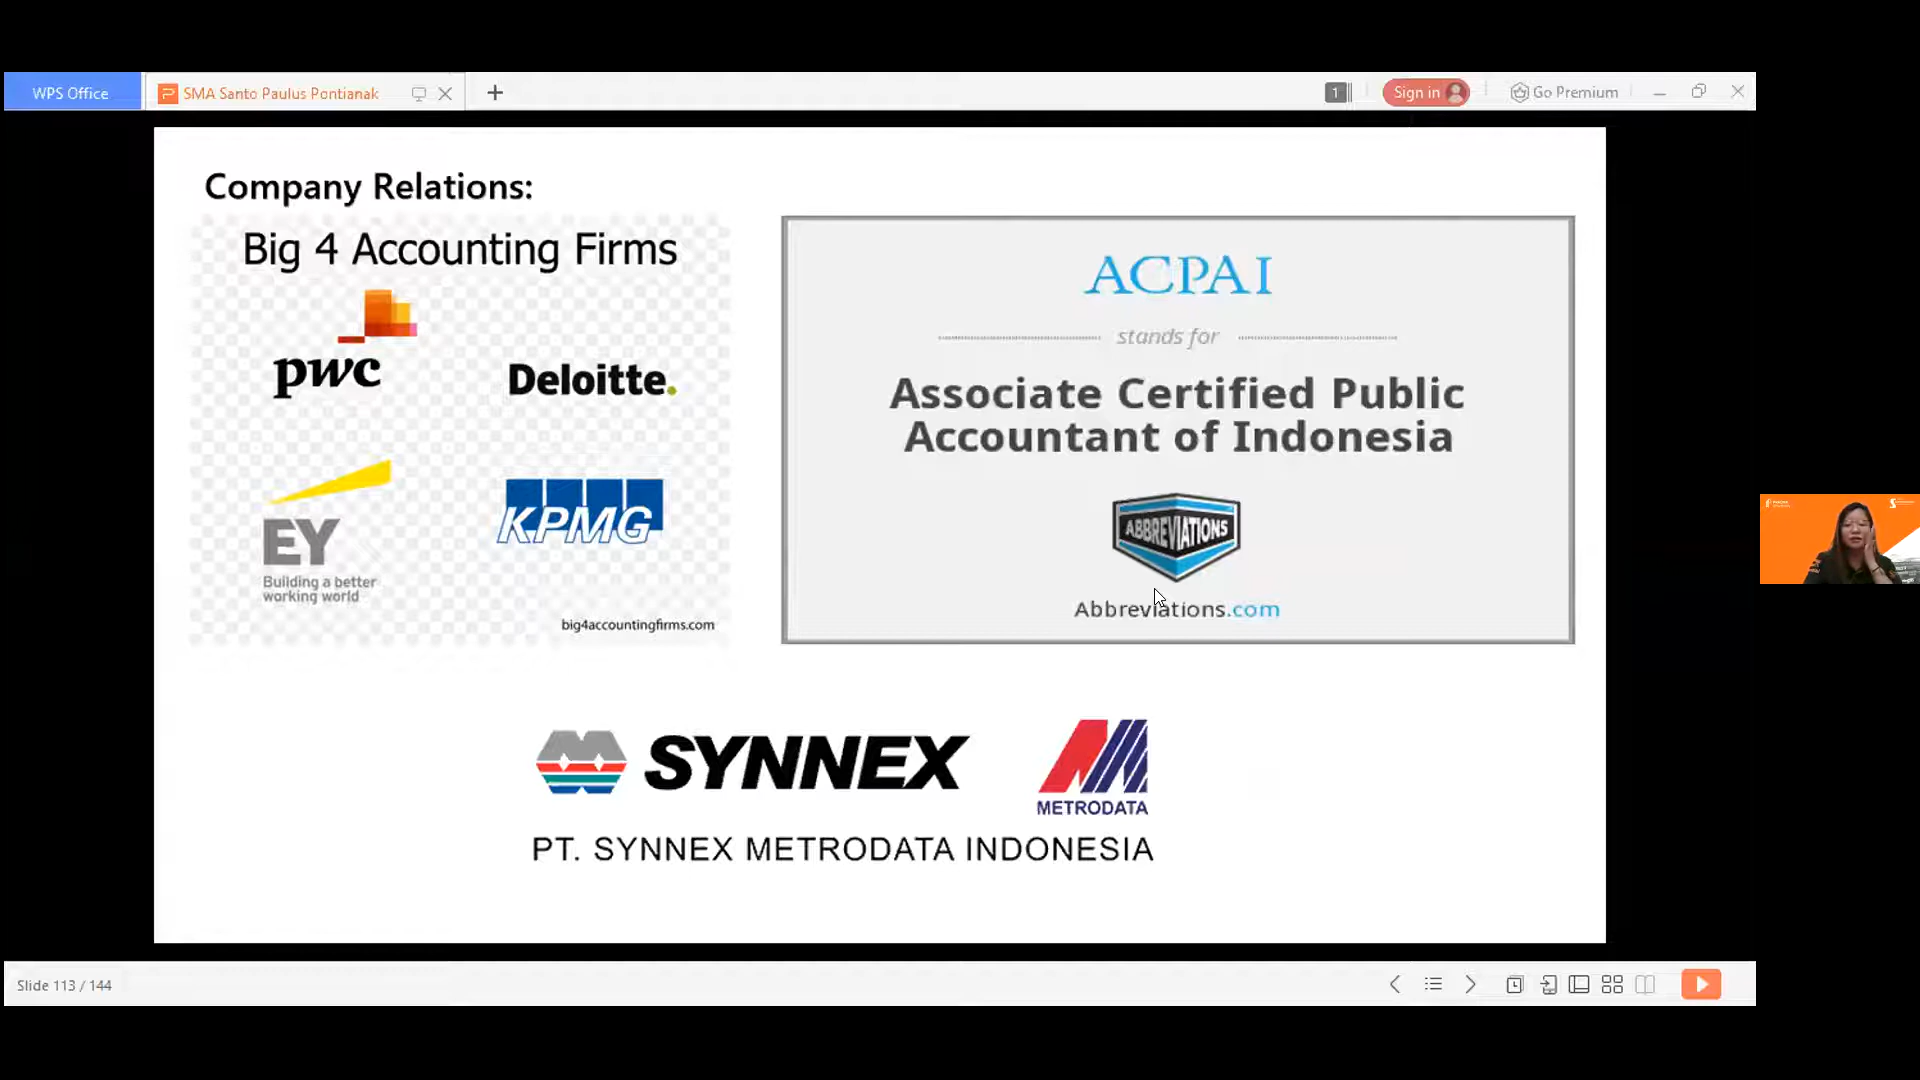 WPS Office
SMA Santo Paulus Pontianak
1
Sign in
Go Premium
Company Relations:
Big 4 Accounting Firms
pwc
Deloitte.
EY
Building a better
working world
KPMG
big4accountingfirms.com
ACPAI
stands for
Associate Certified Public
Accountant of Indonesia
ABBREVIATIONS
Abbreviations.com
SYNNEX
METRODATA
PT. SYNNEX METRODATA INDONESIA
Slide 113 / 144